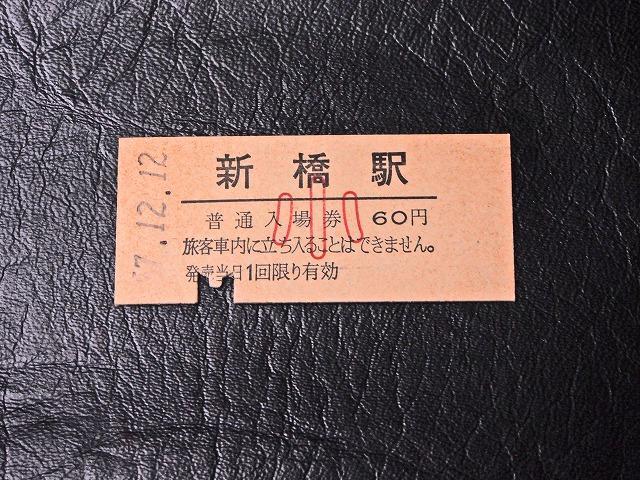 新橋駅
普通入場券 60円
旅客車内に立ち入ることはできません。
発売当日1回限り有効
小
7.12.12